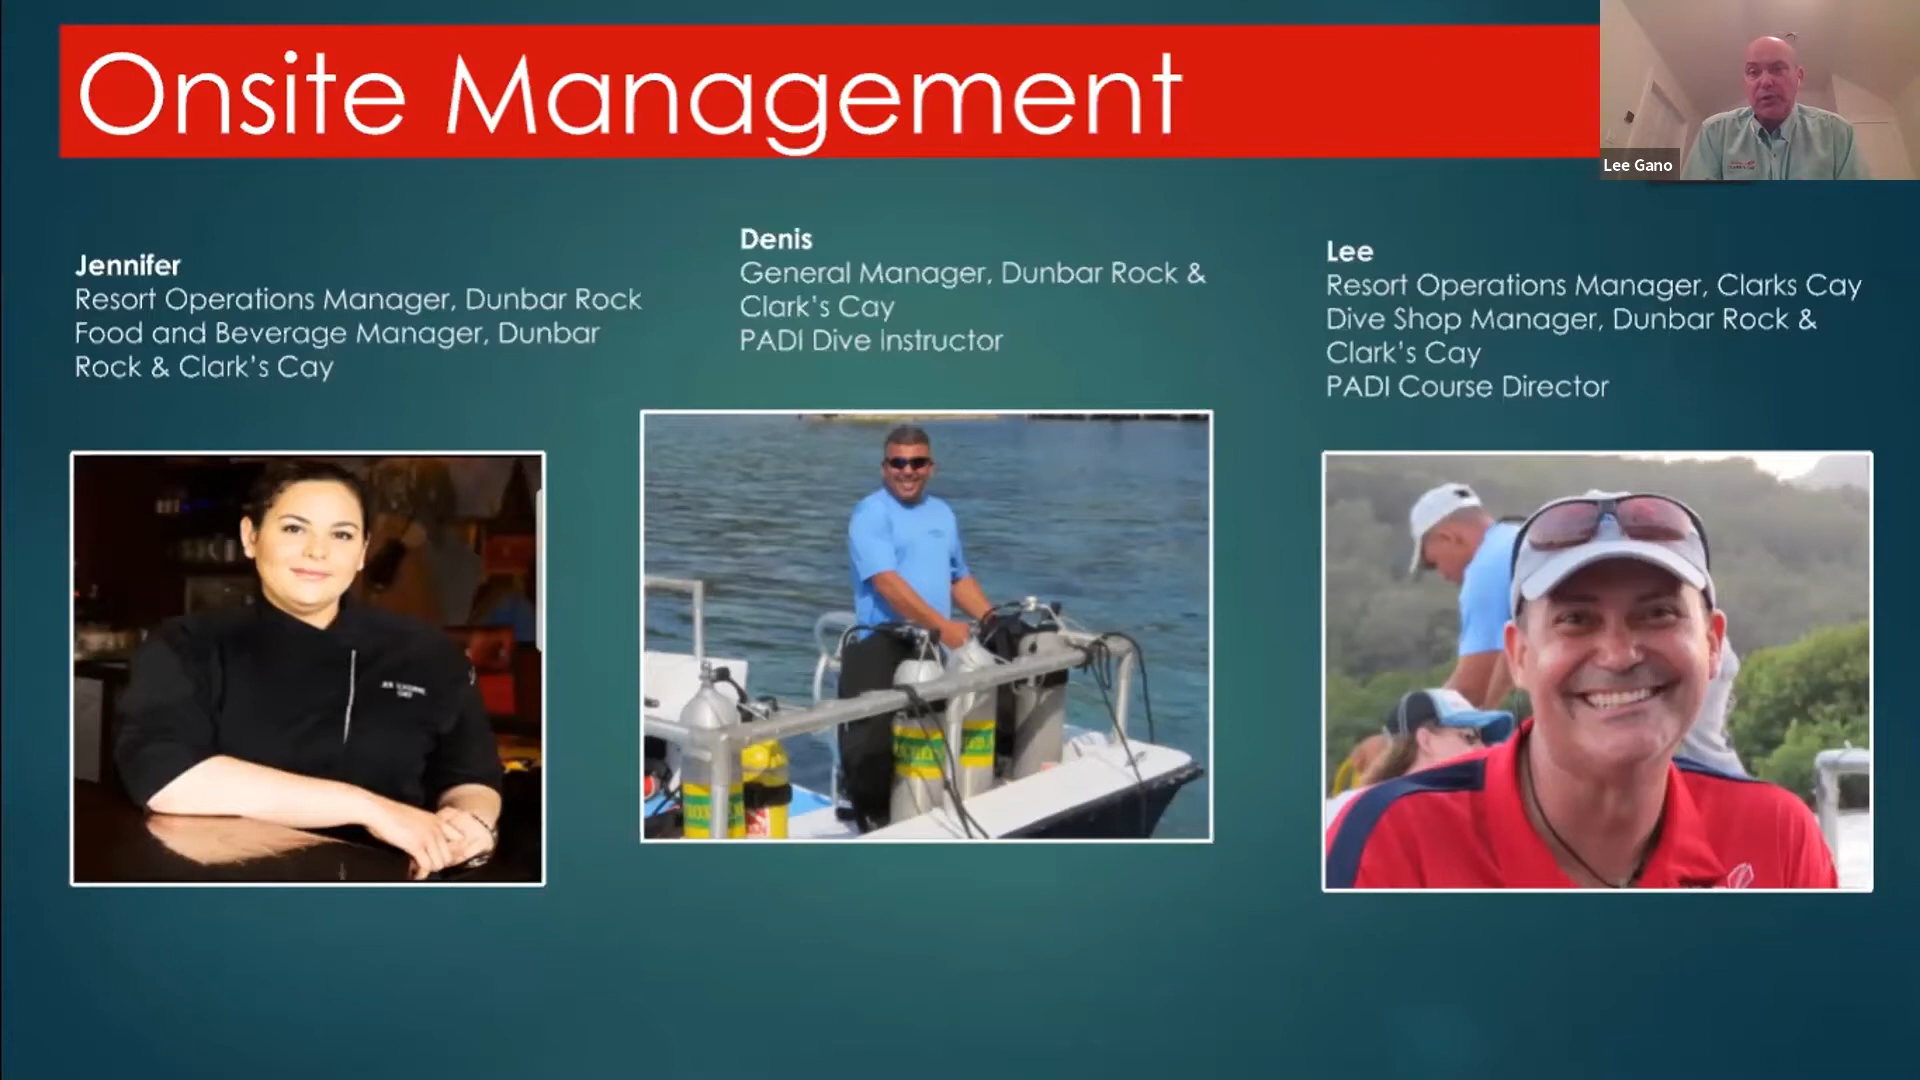 Onsite Management
Lee Gano
Jennifer
Resort Operations Manager, Dunbar Rock
Food and Beverage Manager, Dunbar
Rock & Clark's Cay
Denis
General Manager, Dunbar Rock &
Clark's Cay
PADI Dive Instructor
Lee
Resort Operations Manager, Clarks Cay
Dive Shop Manager, Dunbar Rock &
Clark's Cay
PADI Course Director